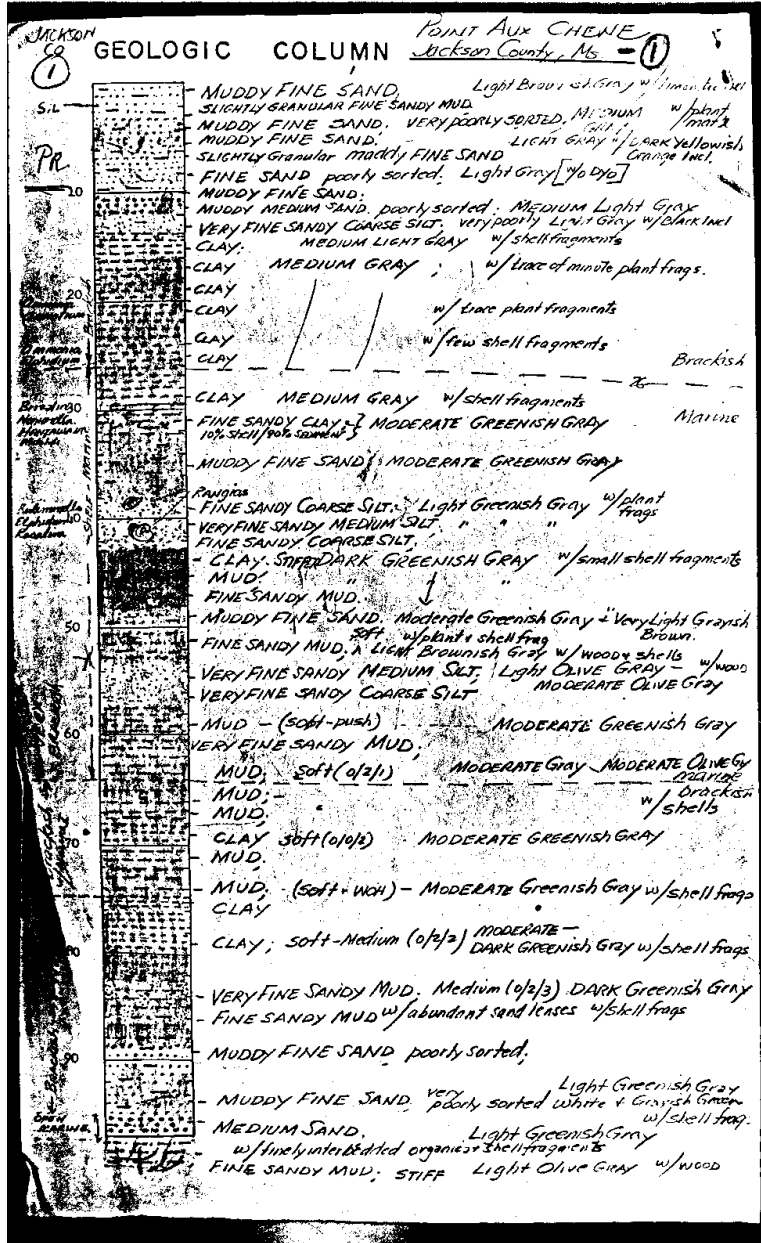 JACKSON
CO
1
GEOLOGIC COLUMN
POINT AUX CHENE
Jackson County, Ms. - 1
MUDDY FINE SAND. Light Gray w/
SLIGHTLY GRANULAR FINE SANDY MUD
SiL
MUDDY FINE SAND. VERY POORLY SORTED. MEDIUM w/plant
MUDDY FINE SAND. LIGHT GRAY w/ DARK Yellowish
Orange Incl.
PR
SLIGHTLY Granular muddy FINE SAND
FINE SAND poorly sorted. Light Gray [w/o Dyo]
10
MUDDY FINE SAND.
MUDDY MEDIUM SAND. poorly sorted. MEDIUM Light Gray
VERY FINE SANDY COARSE SILT. very poorly Light Gray w/Black Incl
CLAY. MEDIUM LIGHT GRAY w/shell fragments
CLAY MEDIUM GRAY ; w/trace of minute plant frags.
CLAY
20
CLAY w/ trace plant fragments
CLAY w/few shell fragments
CLAY
Brackish
x
CLAY MEDIUM GRAY w/shell fragments
30
Marine
FINE SANDY CLAY - } MODERATE GREENISH GRAY
10% shell/90% sediment
MUDDY FINE SAND ; MODERATE GREENISH GRAY
Rangias
FINE SANDY COARSE SILT. Light Greenish Gray w/plant
frags
VERY FINE SANDY MEDIUM SILT. " " "
FINE SANDY COARSE SILT.
CLAY. STIFF DARK GREENISH GRAY w/small shell fragments
MUD. " "
FINE SANDY MUD.
MUDDY FINE SAND. Moderate Greenish Gray + Very Light Grayish
Brown.
50
soft w/plant + shell frag
FINE SANDY MUD. Light Brownish Gray w/ WOOD + shells
VERY FINE SANDY MEDIUM SILT. Light OLIVE GRAY - w/WOOD
VERY FINE SANDY COARSE SILT MODERATE OLIVE Gray
MUD - (soft-push) - MODERATE GREENISH Gray
60
VERY FINE SANDY MUD;
MUD; soft (0/2/1) MODERATE Gray - MODERATE OLIVE Gy
marine
MUD; brackish
w/shells
MUD;
CLAY soft (0/0/2) MODERATE GREENISH GRAY
70
MUD.
MUD; (soft - WOH) - MODERATE Greenish Gray w/shell frags
CLAY
CLAY; soft-Medium (0/2/2) MODERATE -
DARK GREENISH Gray w/shell frags
80
VERY FINE SANDY MUD. Medium (0/2/3) DARK Greenish Gray
FINE SANDY MUD w/abundant sand lenses w/shell frags
90
MUDDY FINE SAND poorly sorted;
Light Greenish Gray
MUDDY FINE SAND. very poorly sorted White + Grayish Green
w/shell frag.
OPEN
MARINE
MEDIUM SAND. Light Greenish Gray
w/finely interbedded organics + shell fragments
FINE SANDY MUD; STIFF Light Olive GRAY w/WOOD